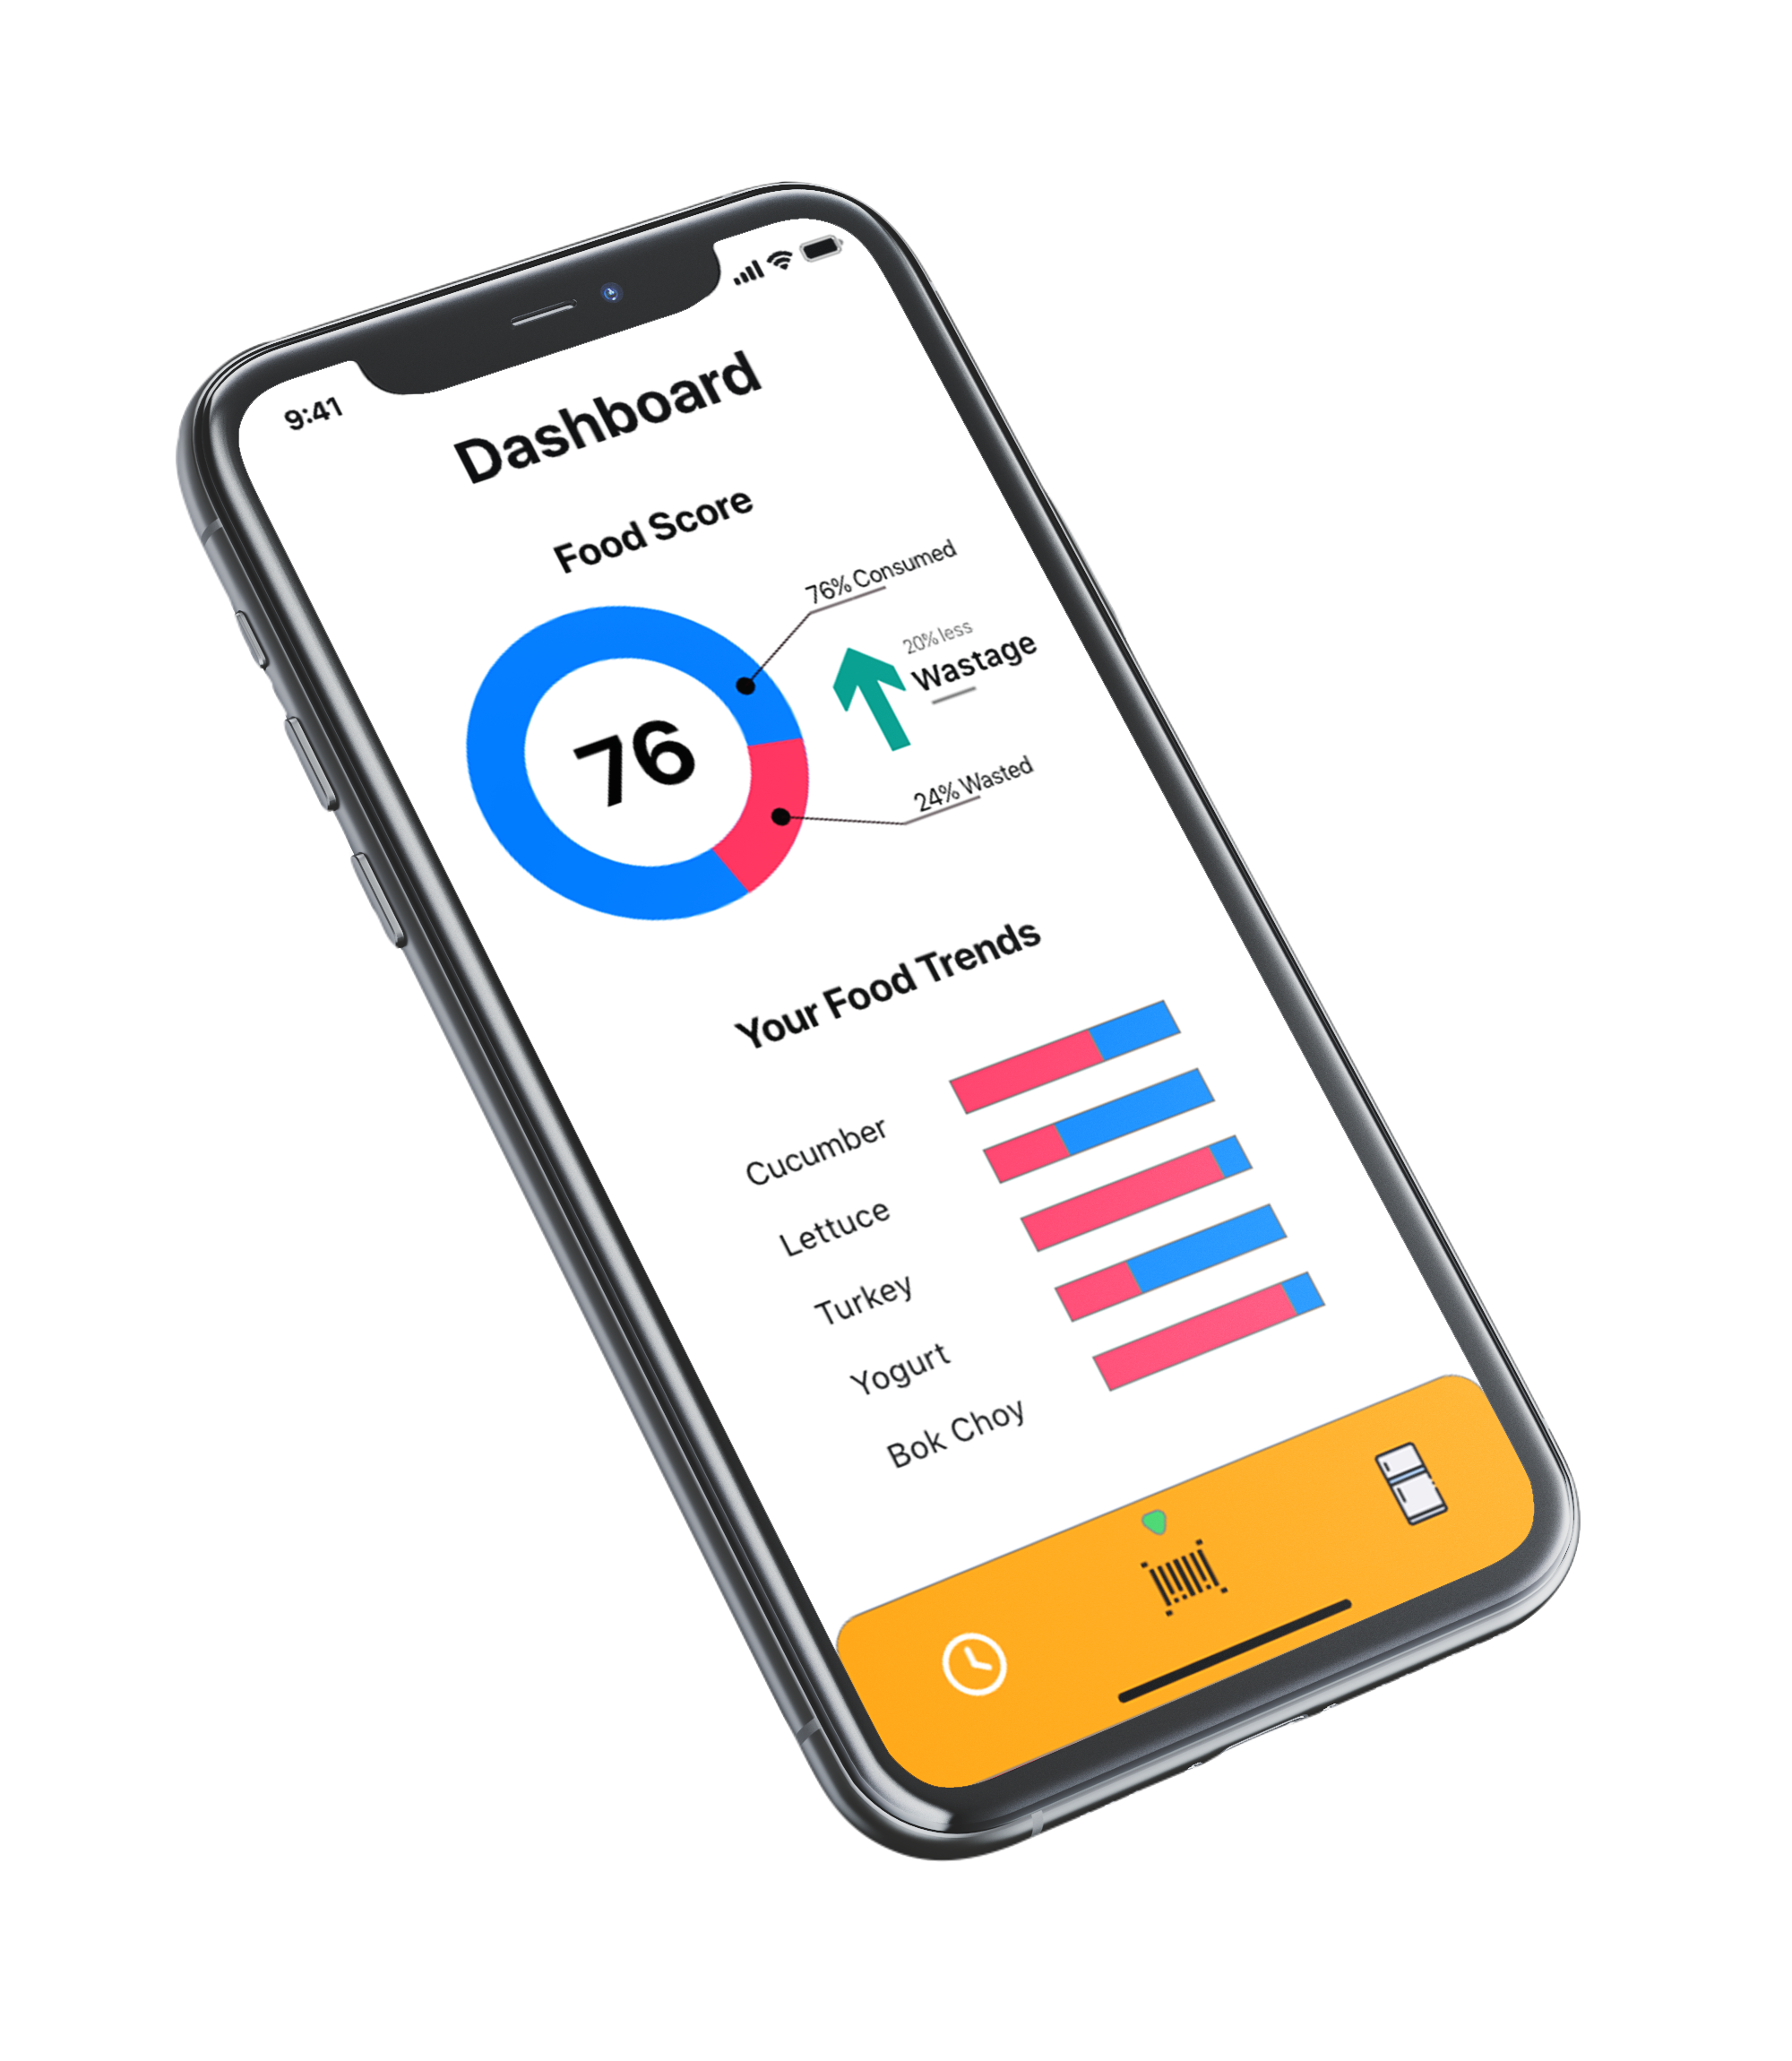 9:41
Dashboard
Food Score
76% Consumed
20% less
Wastage
76
24% Wasted
Your Food Trends
Cucumber
Lettuce
Turkey
Yogurt
Bok Choy